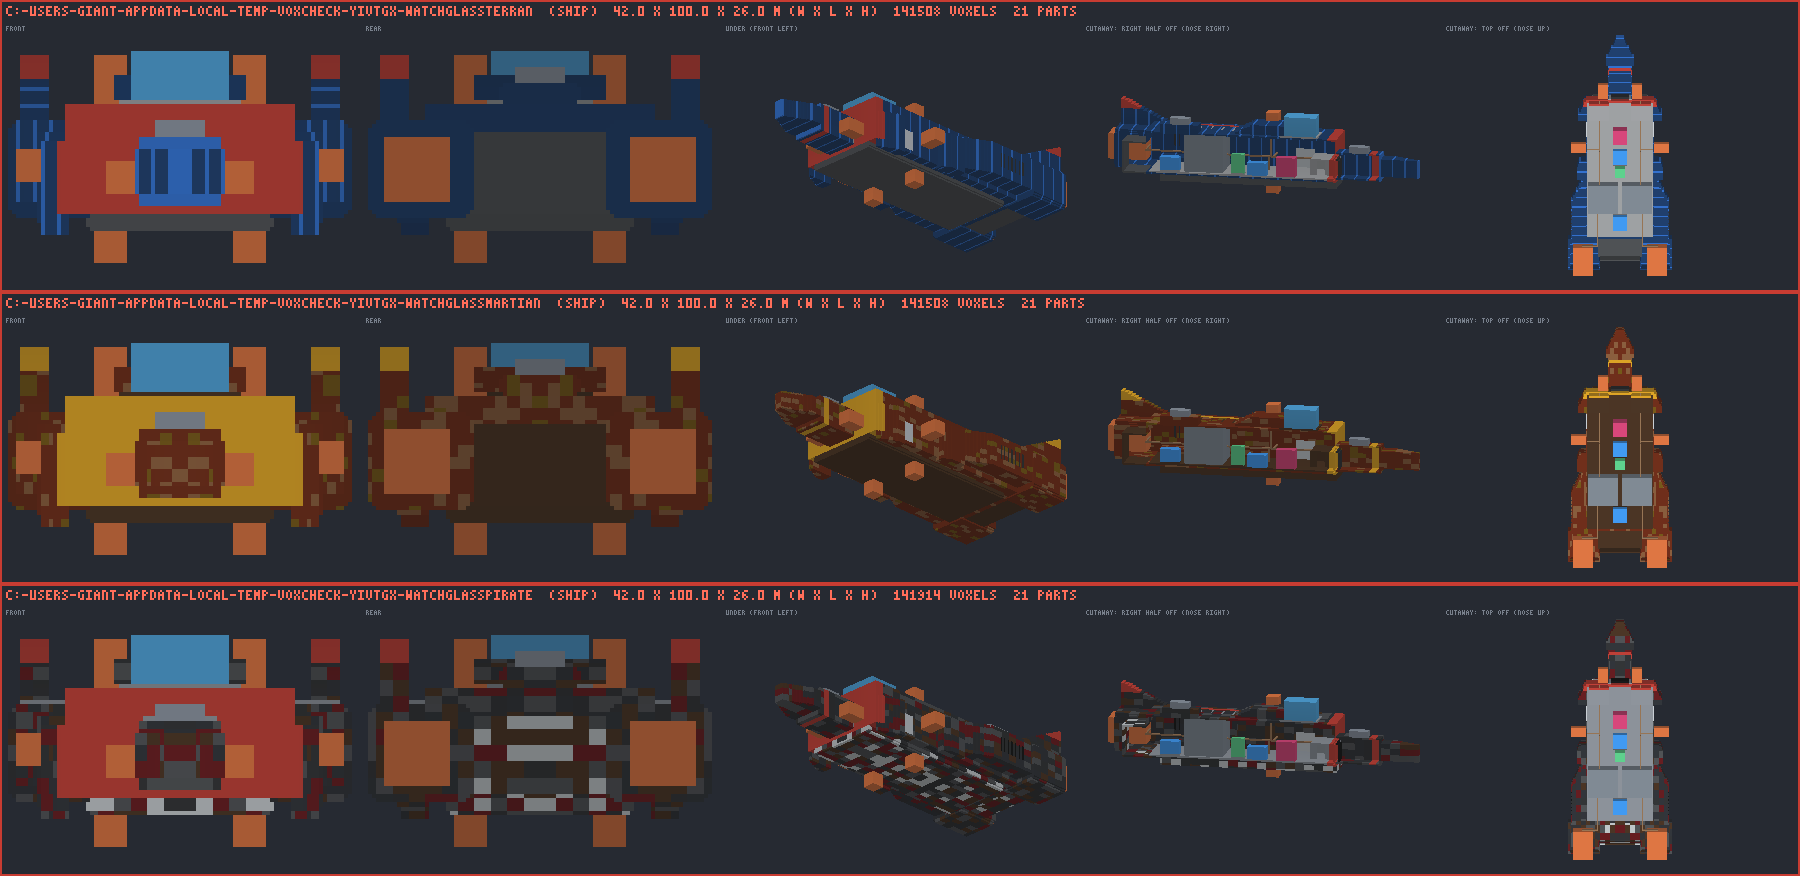 C:-USERS-GIANT-APPDATA-LOCAL-TEMP-VOXCHECK-YIVTGX-WATCHGLASSTERRAN (SHIP) 42.0 X 100.0 X 26.0 M (W X L X H) 141508 VOXELS 21 PARTS
FRONT REAR UNDER (FRONT LEFT) CUTAWAY: RIGHT HALF OFF (NOSE RIGHT) CUTAWAY: TOP OFF (NOSE UP)
C:-USERS-GIANT-APPDATA-LOCAL-TEMP-VOXCHECK-YIVTGX-WATCHGLASSMARTIAN (SHIP) 42.0 X 100.0 X 26.0 M (W X L X H) 141508 VOXELS 21 PARTS
FRONT REAR UNDER (FRONT LEFT) CUTAWAY: RIGHT HALF OFF (NOSE RIGHT) CUTAWAY: TOP OFF (NOSE UP)
C:-USERS-GIANT-APPDATA-LOCAL-TEMP-VOXCHECK-YIVTGX-WATCHGLASSPIRATE (SHIP) 42.0 X 100.0 X 26.0 M (W X L X H) 141914 VOXELS 21 PARTS
FRONT REAR UNDER (FRONT LEFT) CUTAWAY: RIGHT HALF OFF (NOSE RIGHT) CUTAWAY: TOP OFF (NOSE UP)